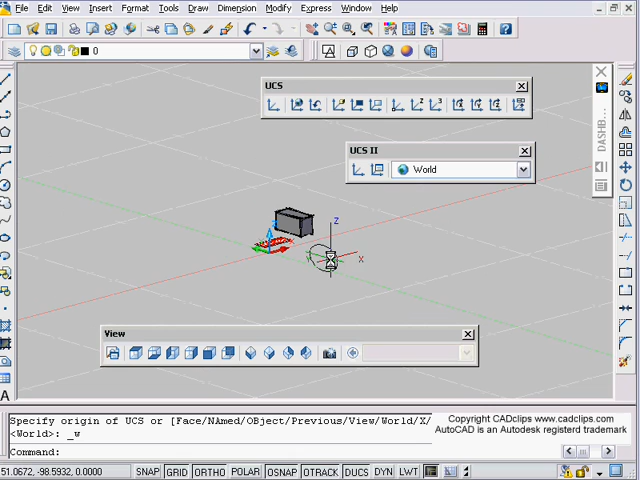 File Edit View Insert Format Tools Draw Dimension Modify Express Window Help
0
UCS
DASHB...
UCS II
World
Z
X
View
Specify origin of UCS or [Face/NAmed/OBject/Previous/View/World/X/
<World>: _w
Command:
Copyright CADclips www.cadclips.com
AutoCAD is an Autodesk registerd trademark
51.0672, -98.5932, 0.0000 SNAP GRID ORTHO POLAR OSNAP OTRACK DUCS DYN LWT
A